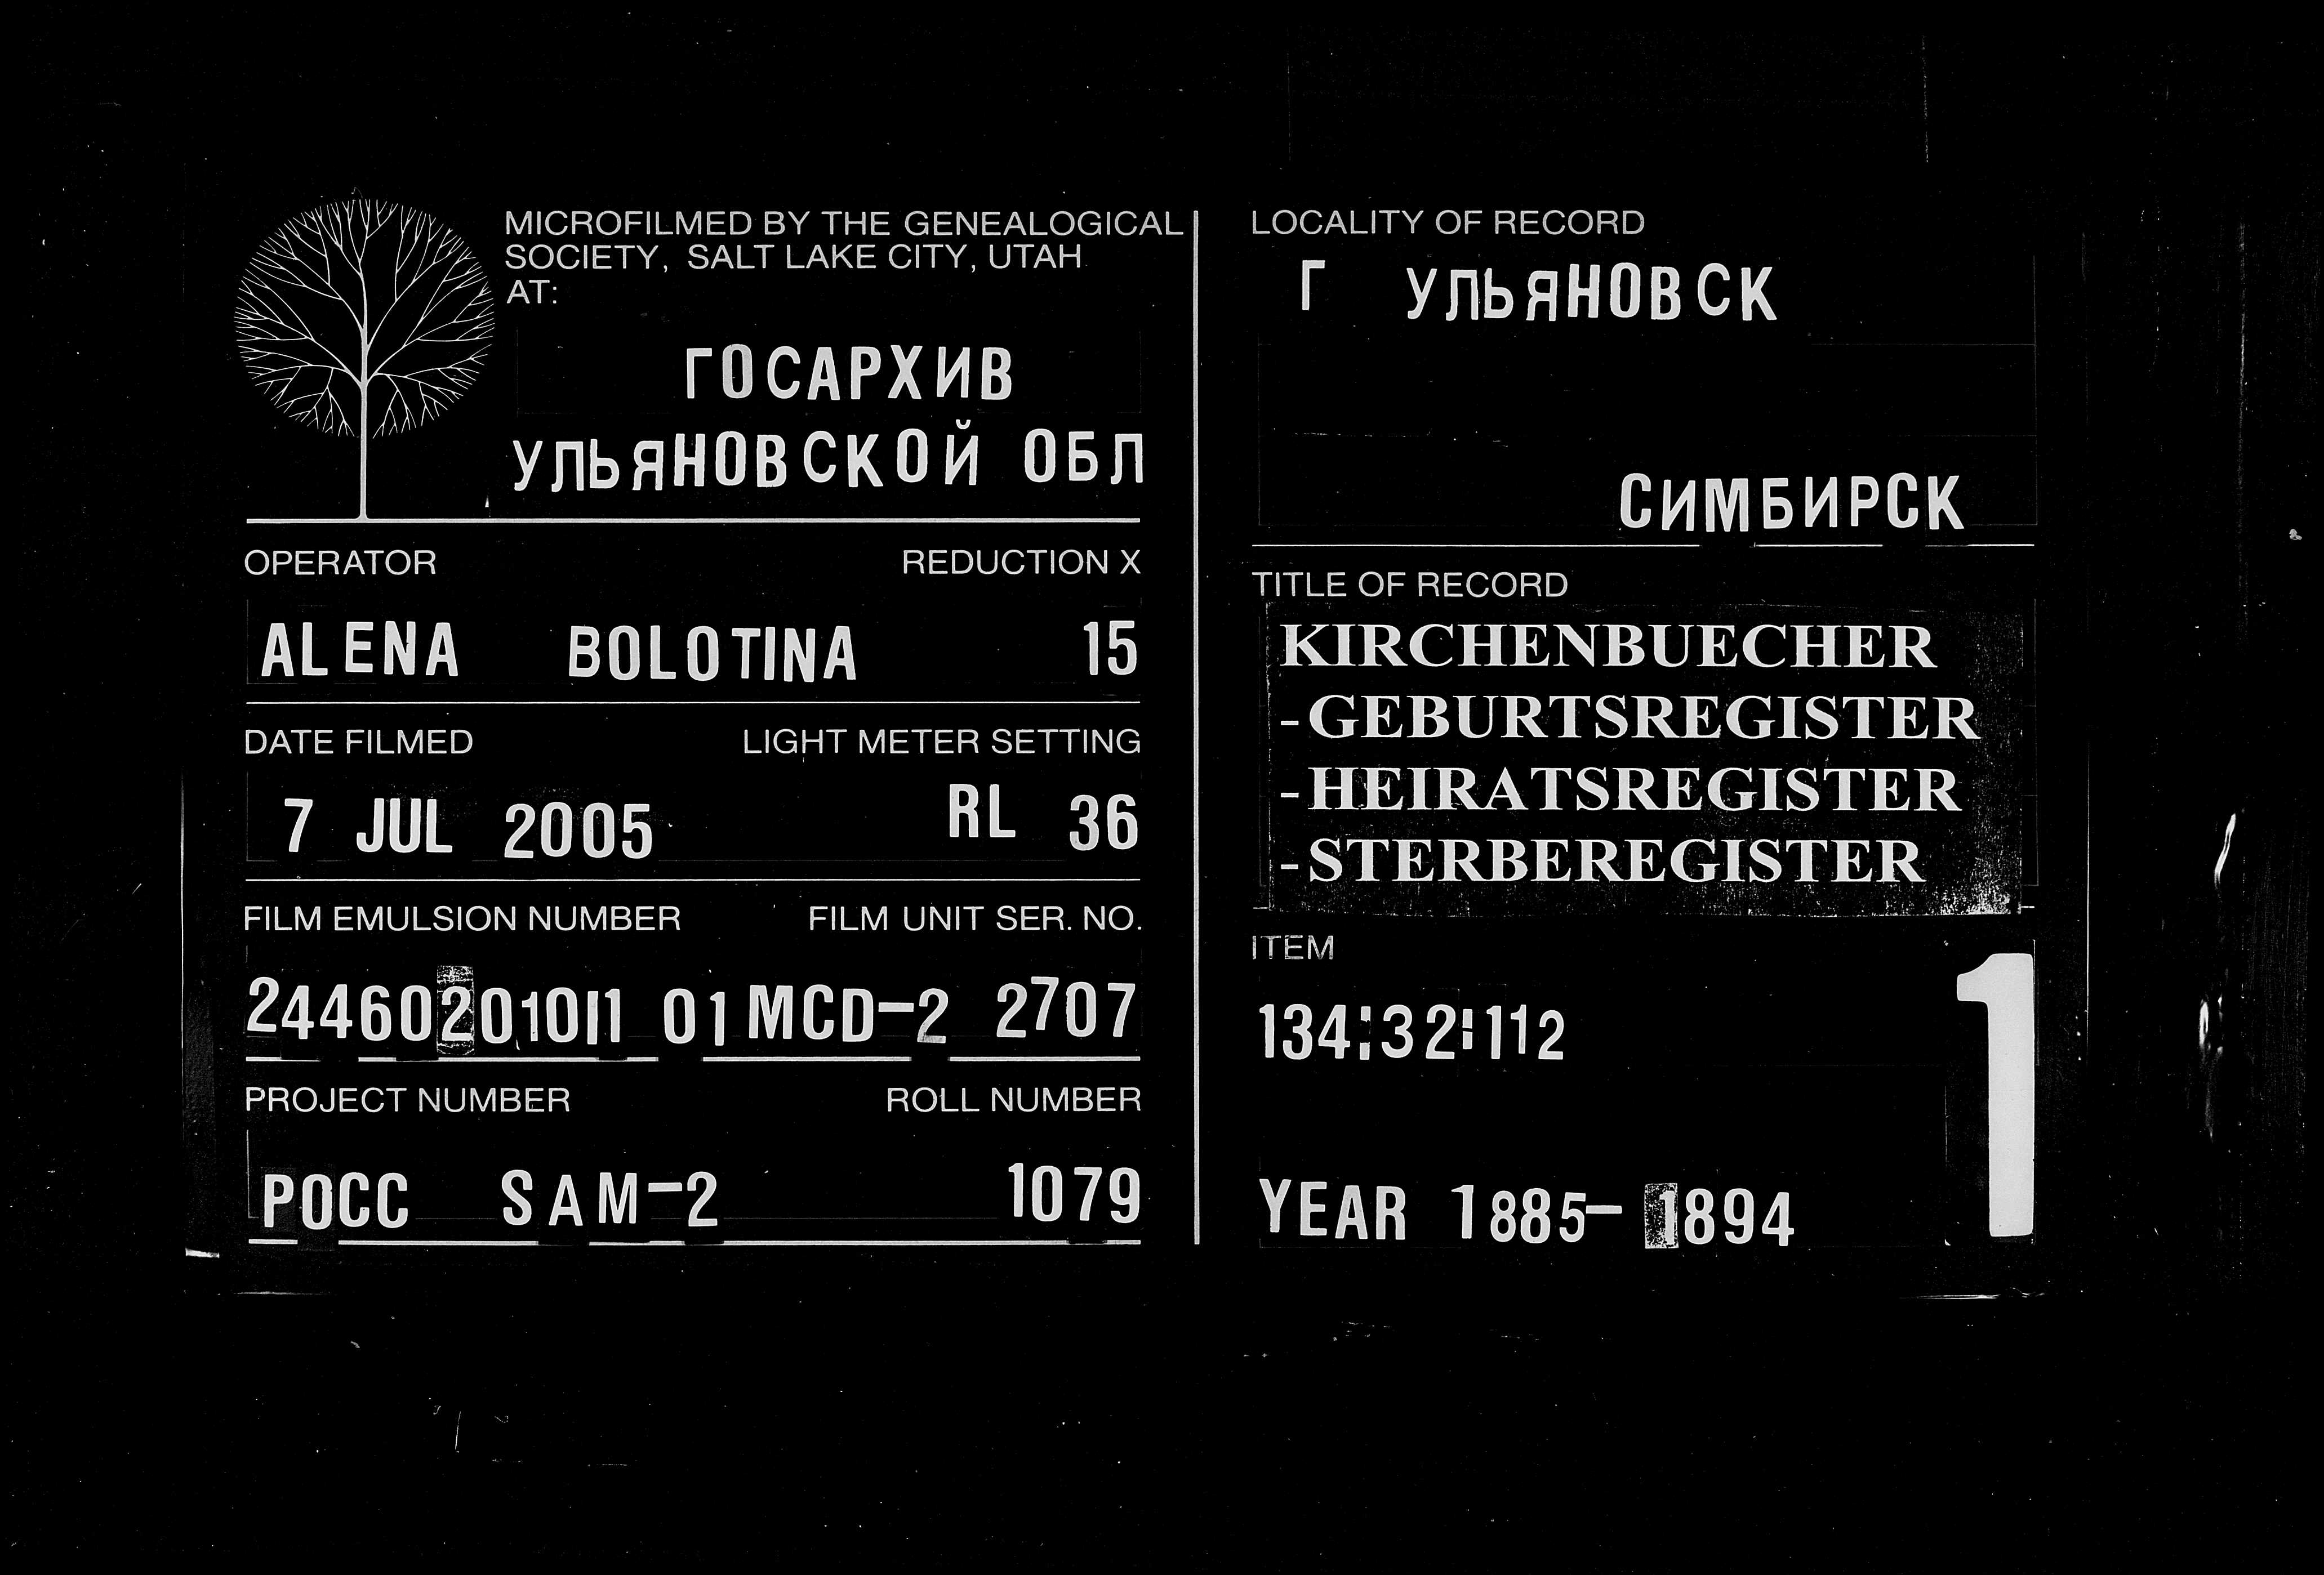 MICROFILMED BY THE GENEALOGICAL
SOCIETY, SALT LAKE CITY, UTAH
AT:
ГОСАРХИВ
УЛЬЯНОВСКОЙ ОБЛ
OPERATOR REDUCTION X
ALENA BOLOTINA 15
DATE FILMED LIGHT METER SETTING
7 JUL 2005 RL 36
FILM EMULSION NUMBER FILM UNIT SER. NO.
24460201011 01 MCD-2 2707
PROJECT NUMBER ROLL NUMBER
РОСС SAM-2 1079
LOCALITY OF RECORD
Г УЛЬЯНОВСК
СИМБИРСК
TITLE OF RECORD
KIRCHENBUECHER
-GEBURTSREGISTER
-HEIRATSREGISTER
-STERBEREGISTER
ITEM
134:32:112
1
YEAR 1885-1894